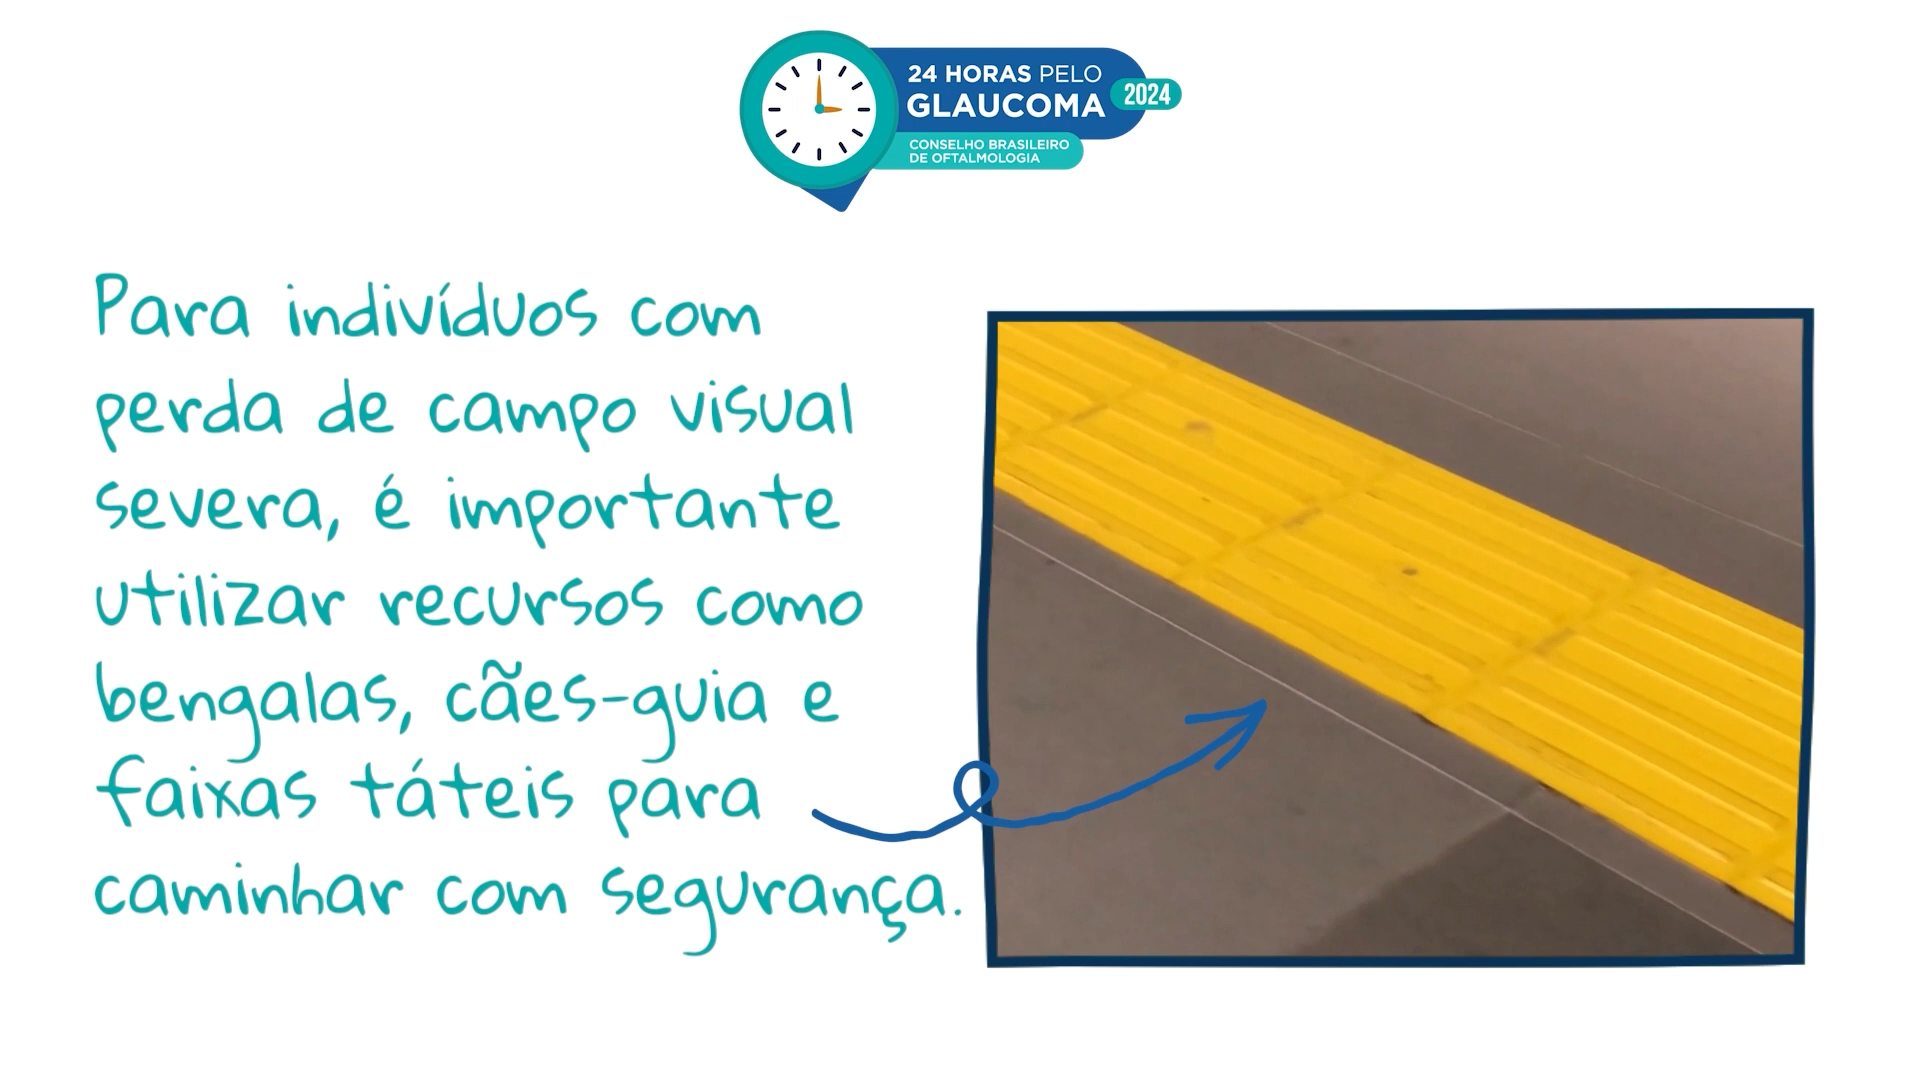 24 HORAS PELO
GLAUCOMA
2024
CONSELHO BRASILEIRO
DE OFTALMOLOGIA
Para indivíduos com
perda de campo visual
severa, é importante
utilizar recursos como
bengalas, cães-guia e
faixas táteis para
caminhar com segurança.